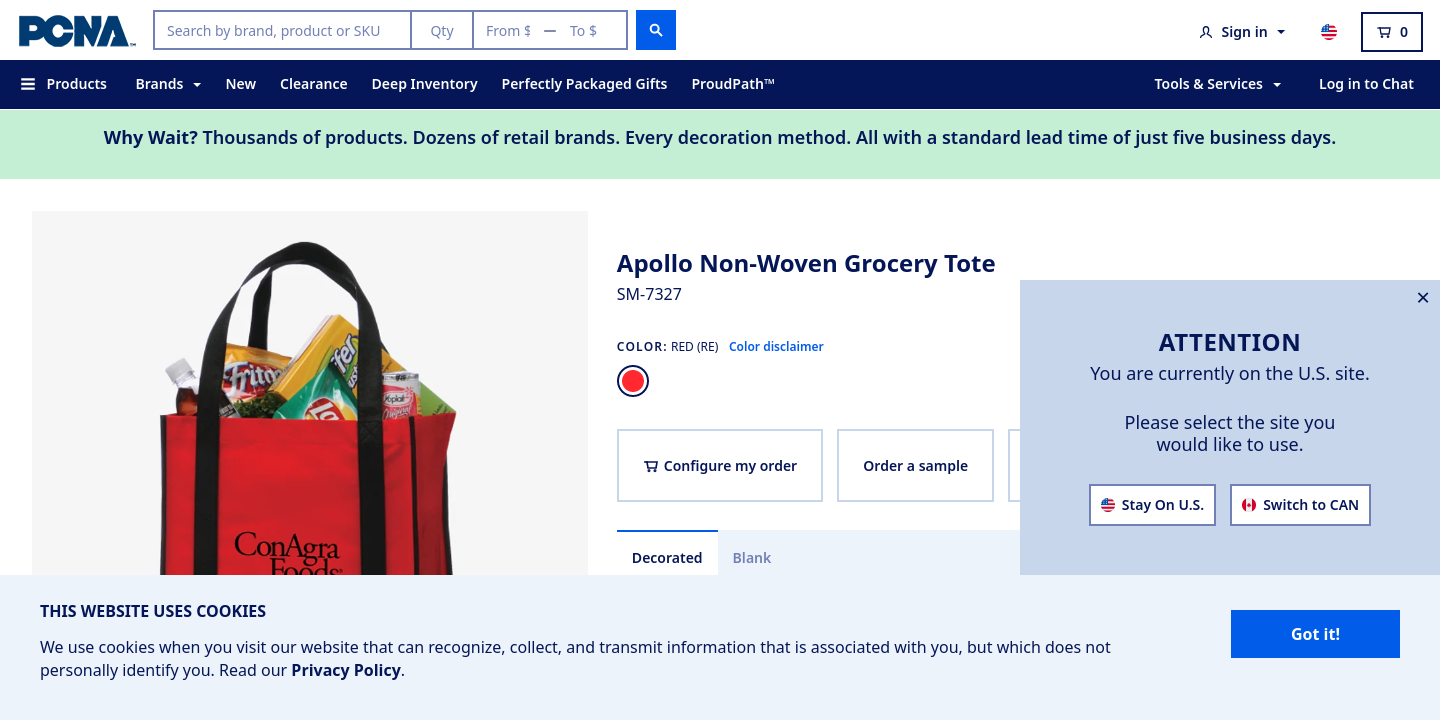 PCNA™
Search by brand, product or SKU
Qty
From $ — To $
Sign in
0
Products
Brands
New
Clearance
Deep Inventory
Perfectly Packaged Gifts
ProudPath™
Tools & Services
Log in to Chat
Why Wait? Thousands of products. Dozens of retail brands. Every decoration method. All with a standard lead time of just five business days.
Apollo Non-Woven Grocery Tote
SM-7327
COLOR: RED (RE) Color disclaimer
Configure my order
Order a sample
Decorated
Blank
ConAgra
Foods
ATTENTION
You are currently on the U.S. site.
Please select the site you
would like to use.
Stay On U.S.
Switch to CAN
THIS WEBSITE USES COOKIES
We use cookies when you visit our website that can recognize, collect, and transmit information that is associated with you, but which does not
personally identify you. Read our Privacy Policy.
Got it!